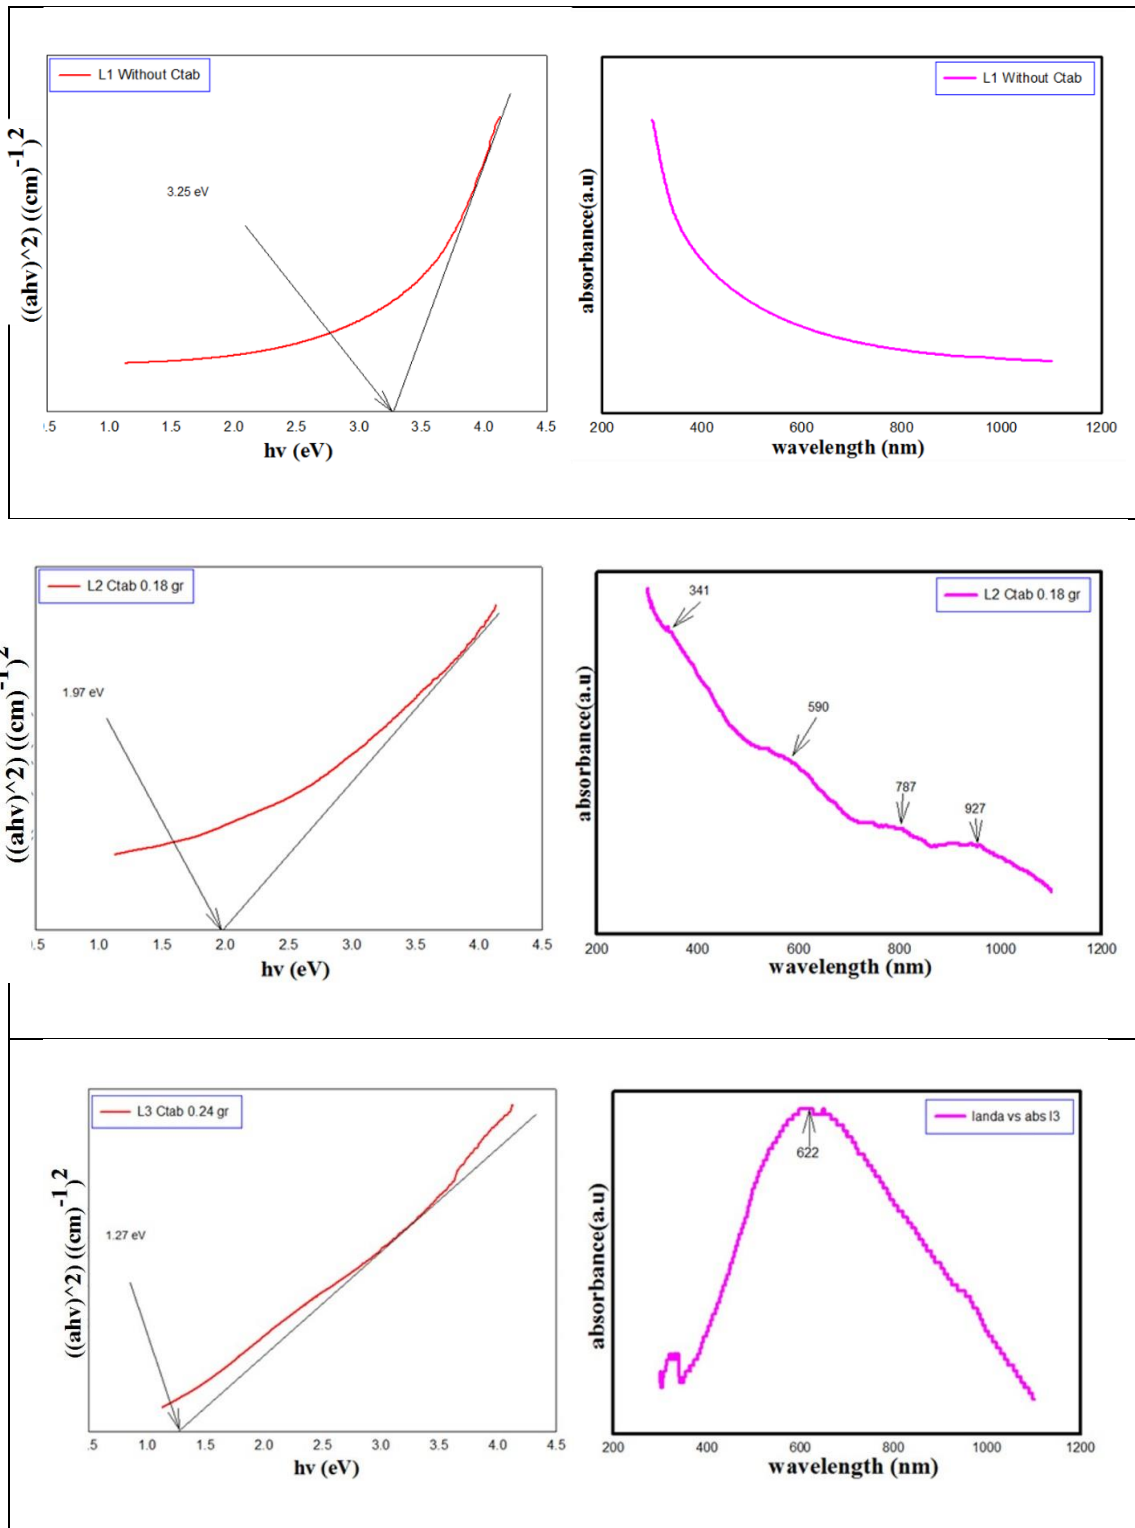 L1 Without Ctab
3.25 eV
((ahv)^2) ((cm)^-1)^2
.5 1.0 1.5 2.0 2.5 3.0 3.5 4.0 4.5
hv (eV)
L1 Without Ctab
absorbance(a.u)
200 400 600 800 1000 1200
wavelength (nm)
L2 Ctab 0.18 gr
1.97 eV
((ahv)^2) ((cm)^-1)^2
.5 1.0 1.5 2.0 2.5 3.0 3.5 4.0 4.5
hv (eV)
L2 Ctab 0.18 gr
341
590
787
927
absorbance(a.u)
200 400 600 800 1000 1200
wavelength (nm)
L3 Ctab 0.24 gr
1.27 eV
((ahv)^2) ((cm)^-1)^2
.5 1.0 1.5 2.0 2.5 3.0 3.5 4.0 4.5
hv (eV)
landa vs abs l3
622
absorbance(a.u)
200 400 600 800 1000 1200
wavelength (nm)